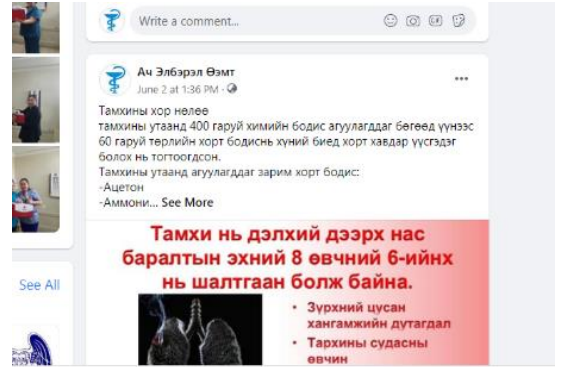 Write a comment...
Ач Элбэрэл Өэмт
June 2 at 1:36 PM ·
Тамхины хор нөлөө
тамхины утаанд 400 гаруй химийн бодис агуулагддаг бөгөөд үүнээс
60 гаруй төрлийн хорт бодиснь хүний биед хорт хавдар үүсгэдэг
болох нь тогтоогдсон.
Тамхины утаанд агуулагддаг зарим хорт бодис:
-Ацетон
-Аммони... See More
Тамхи нь дэлхий дээрх нас
баралтын эхний 8 өвчний 6-ийнх
нь шалтгаан болж байна.
See All
• Зүрхний цусан
хангамжийн дутагдал
• Тархины судасны
өвчин